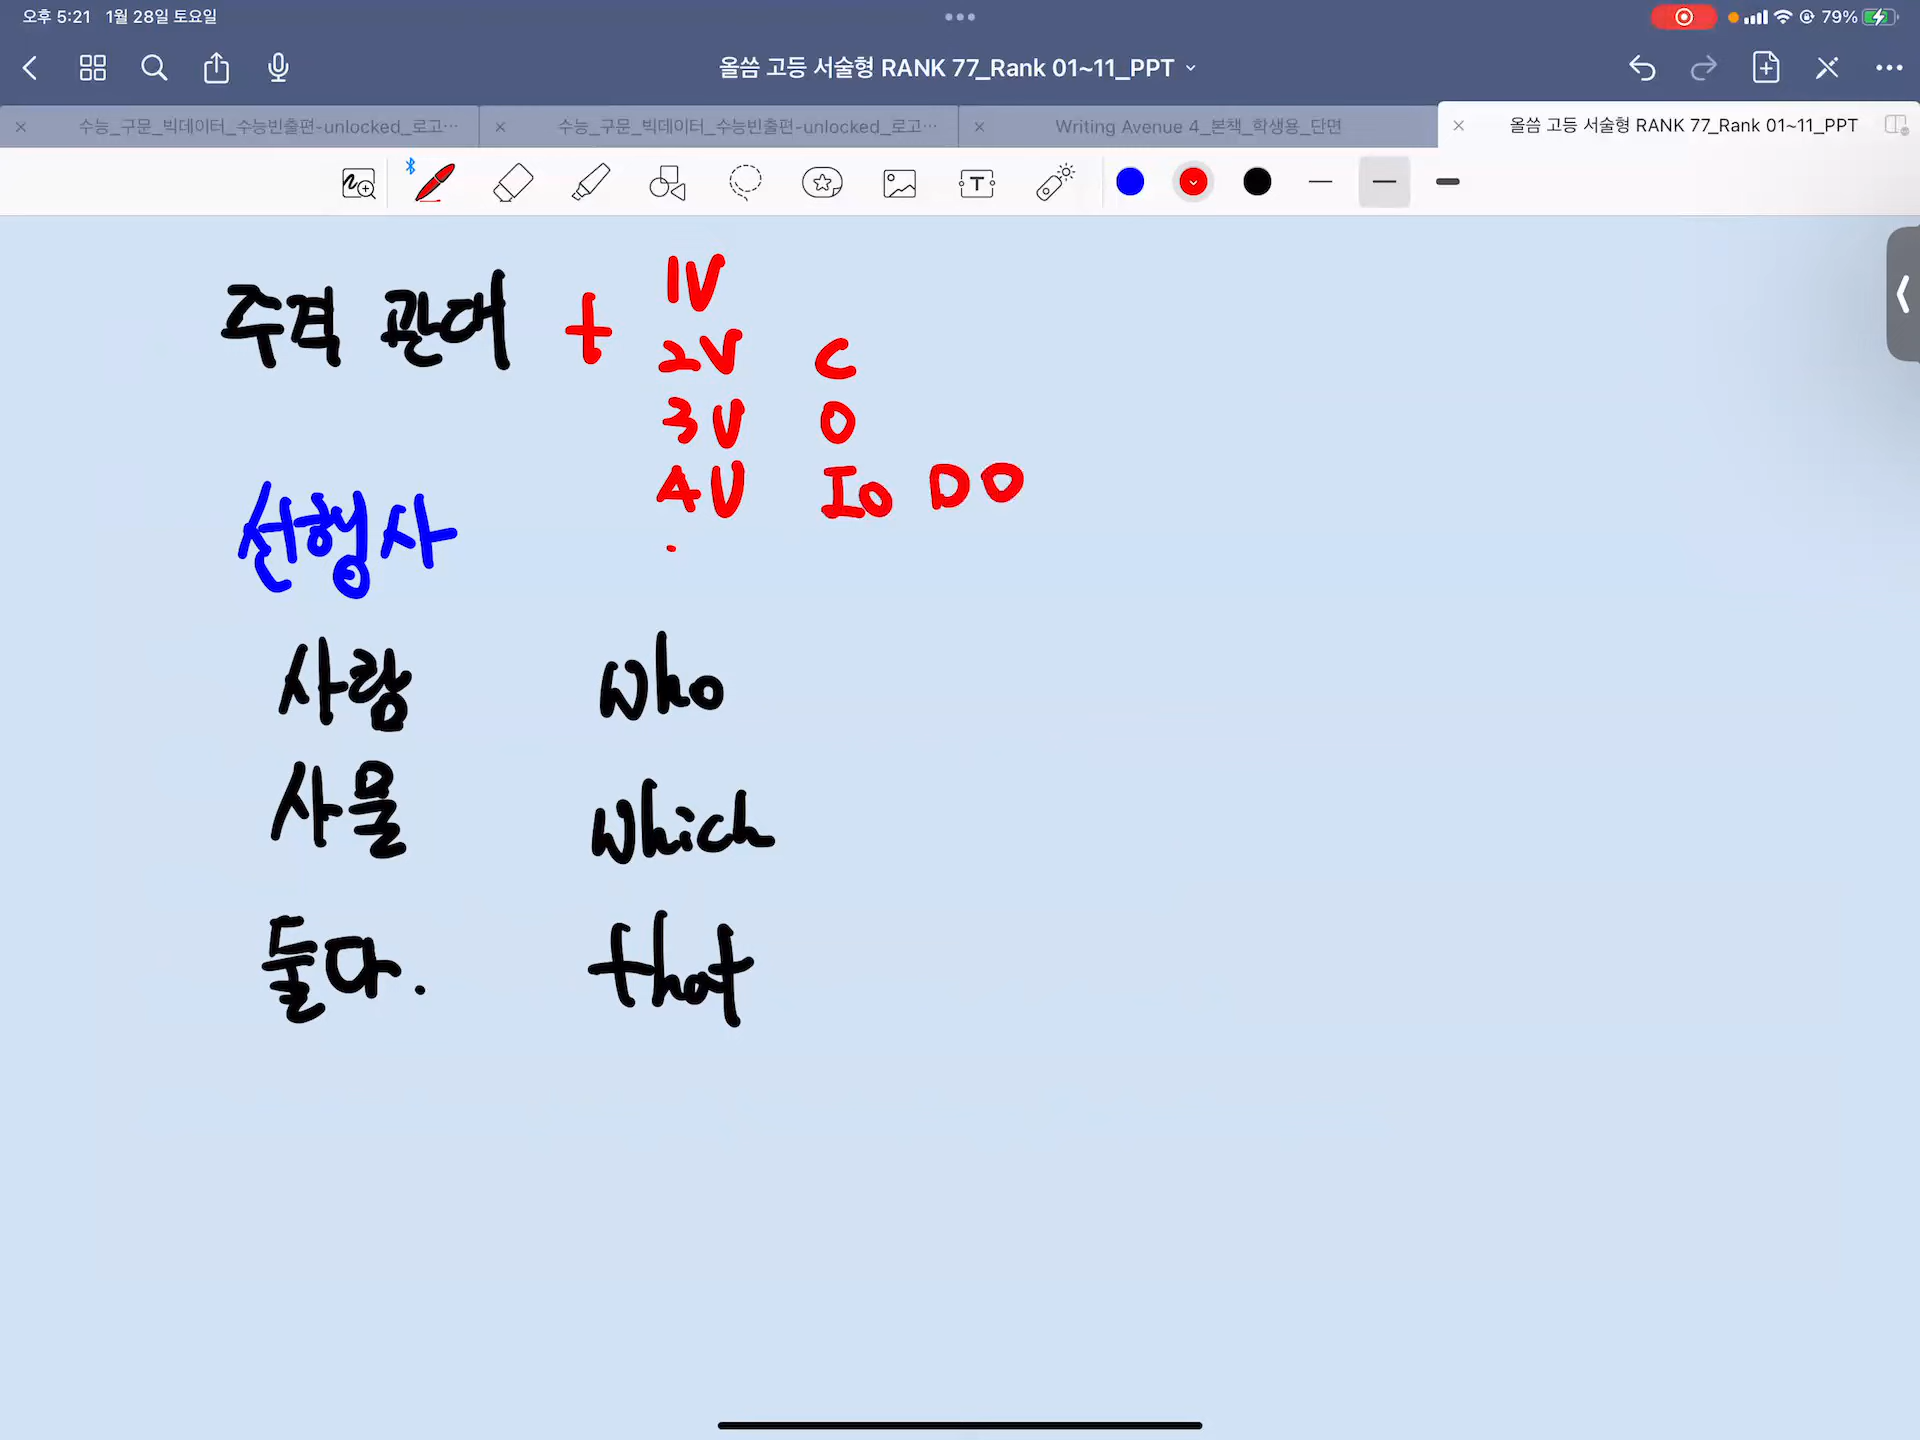 오후 5:21 1월 28일 토요일
79%
올씀 고등 서술형 RANK 77_Rank 01~11_PPT
수능_구문_빅데이터_수능빈출편-unlocked_로고…
수능_구문_빅데이터_수능빈출편-unlocked_로고…
Writing Avenue 4_본책_학생용_단면
올씀 고등 서술형 RANK 77_Rank 01~11_PPT
T
주격 관대 + 1V
2V C
3V O
4V IO DO
선행사
사람 who
사물 which
둘다. that